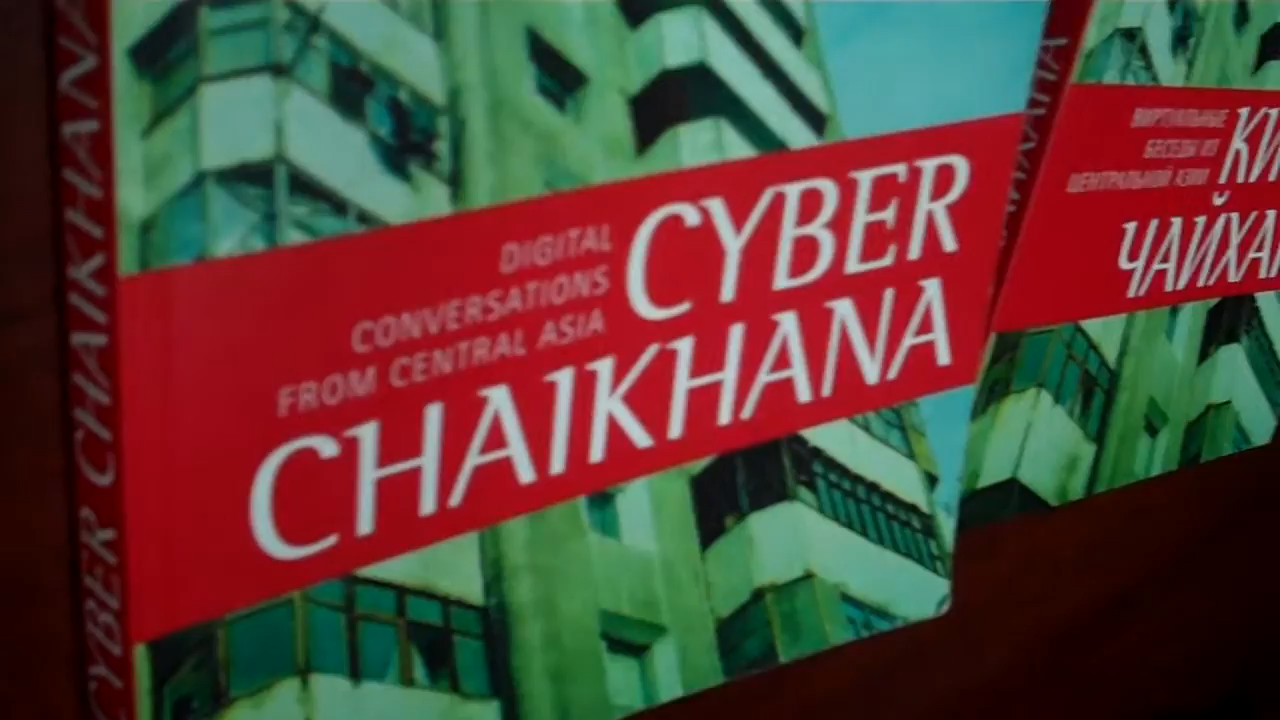 CYBER CHAIKHANA
DIGITAL
CONVERSATIONS
FROM CENTRAL ASIA
CYBER
CHAIKHANA
ВИРТУАЛЬНЫЕ
БЕСЕДЫ ИЗ
ЦЕНТРАЛЬНОЙ АЗИИ